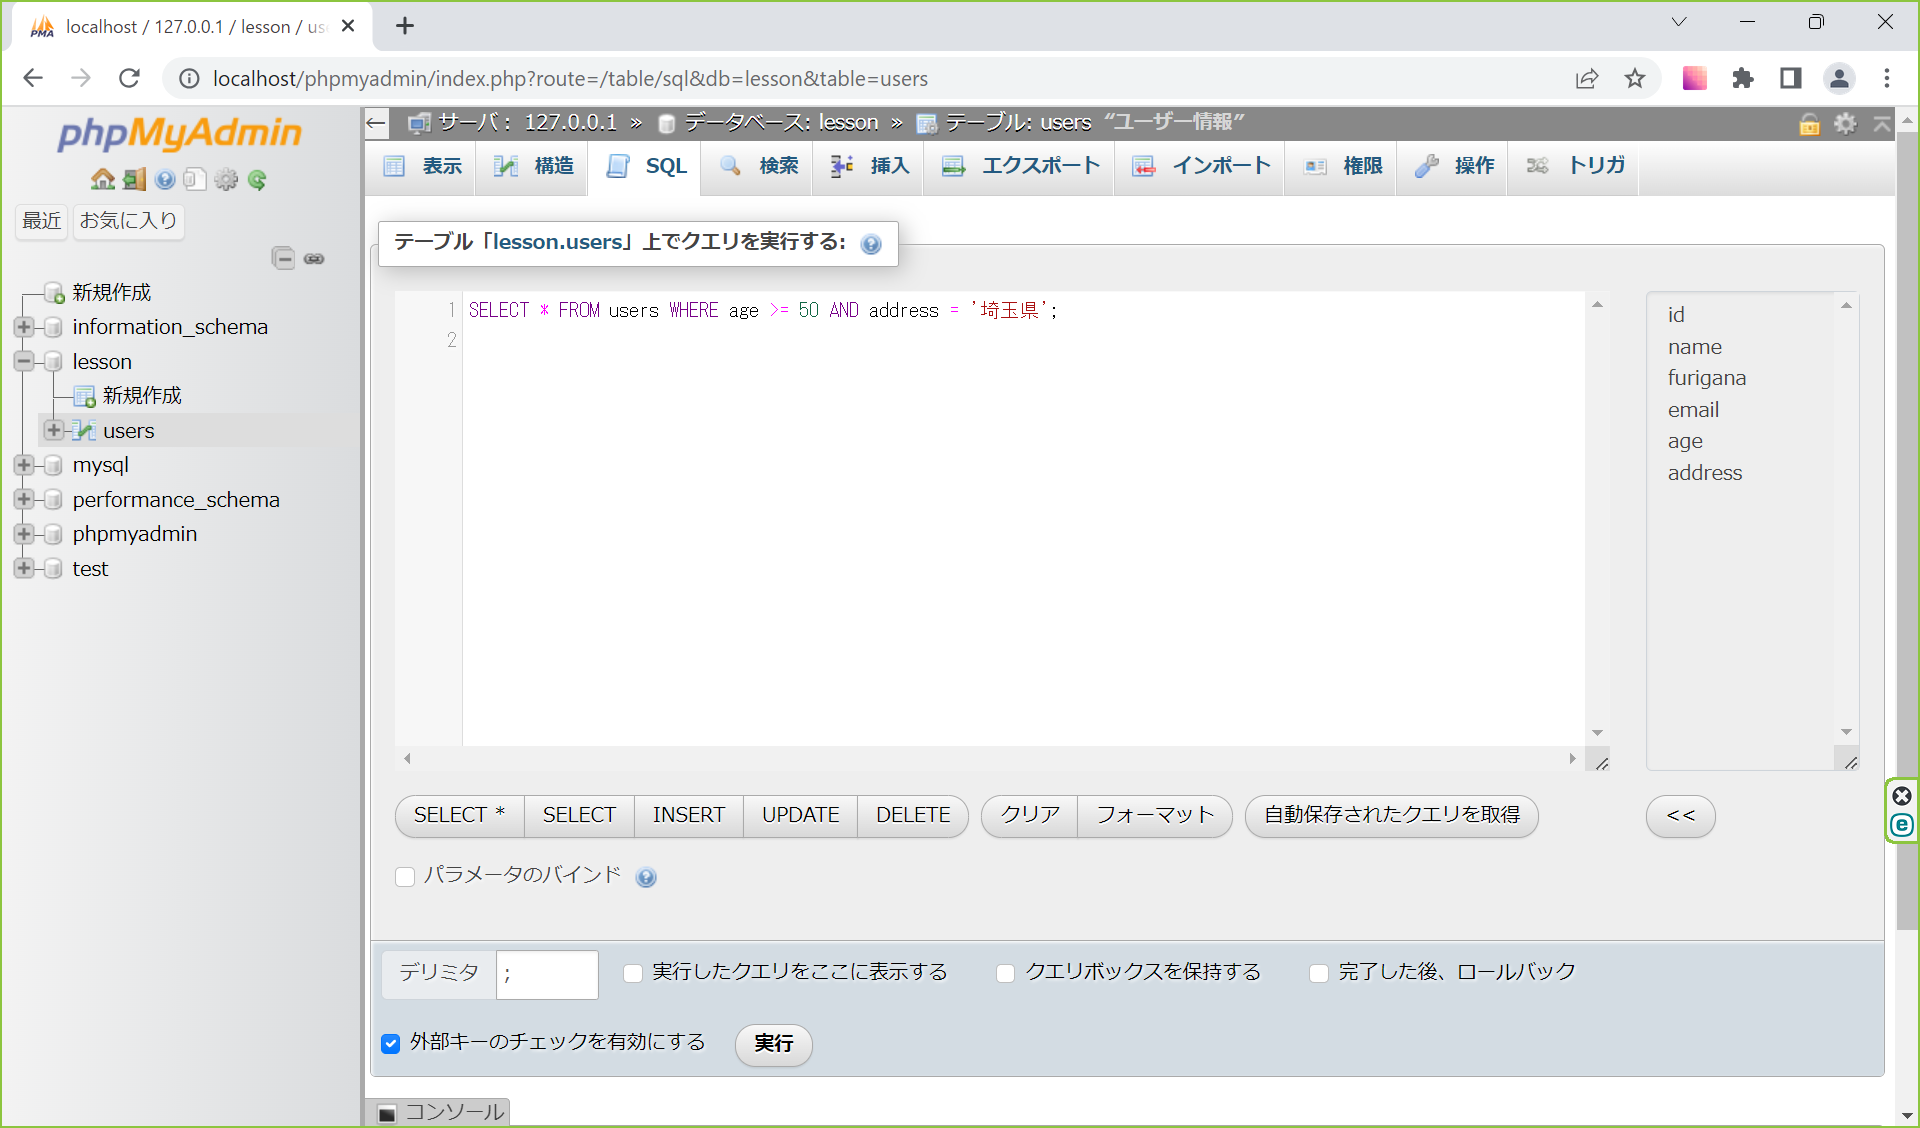 localhost / 127.0.0.1 / lesson / use
localhost/phpmyadmin/index.php?route=/table/sql&db=lesson&table=users
phpMyAdmin
最近
お気に入り
新規作成
information_schema
lesson
新規作成
users
mysql
performance_schema
phpmyadmin
test
サーバ: 127.0.0.1 » データベース: lesson » テーブル: users “ユーザー情報”
表示
構造
SQL
検索
挿入
エクスポート
インポート
権限
操作
トリガ
テーブル「lesson.users」上でクエリを実行する:
1 SELECT * FROM users WHERE age >= 50 AND address = '埼玉県';
2
id
name
furigana
email
age
address
SELECT *
SELECT
INSERT
UPDATE
DELETE
クリア
フォーマット
自動保存されたクエリを取得
<<
パラメータのバインド
デリミタ ;
実行したクエリをここに表示する
クエリボックスを保持する
完了した後、ロールバック
外部キーのチェックを有効にする
実行
コンソール